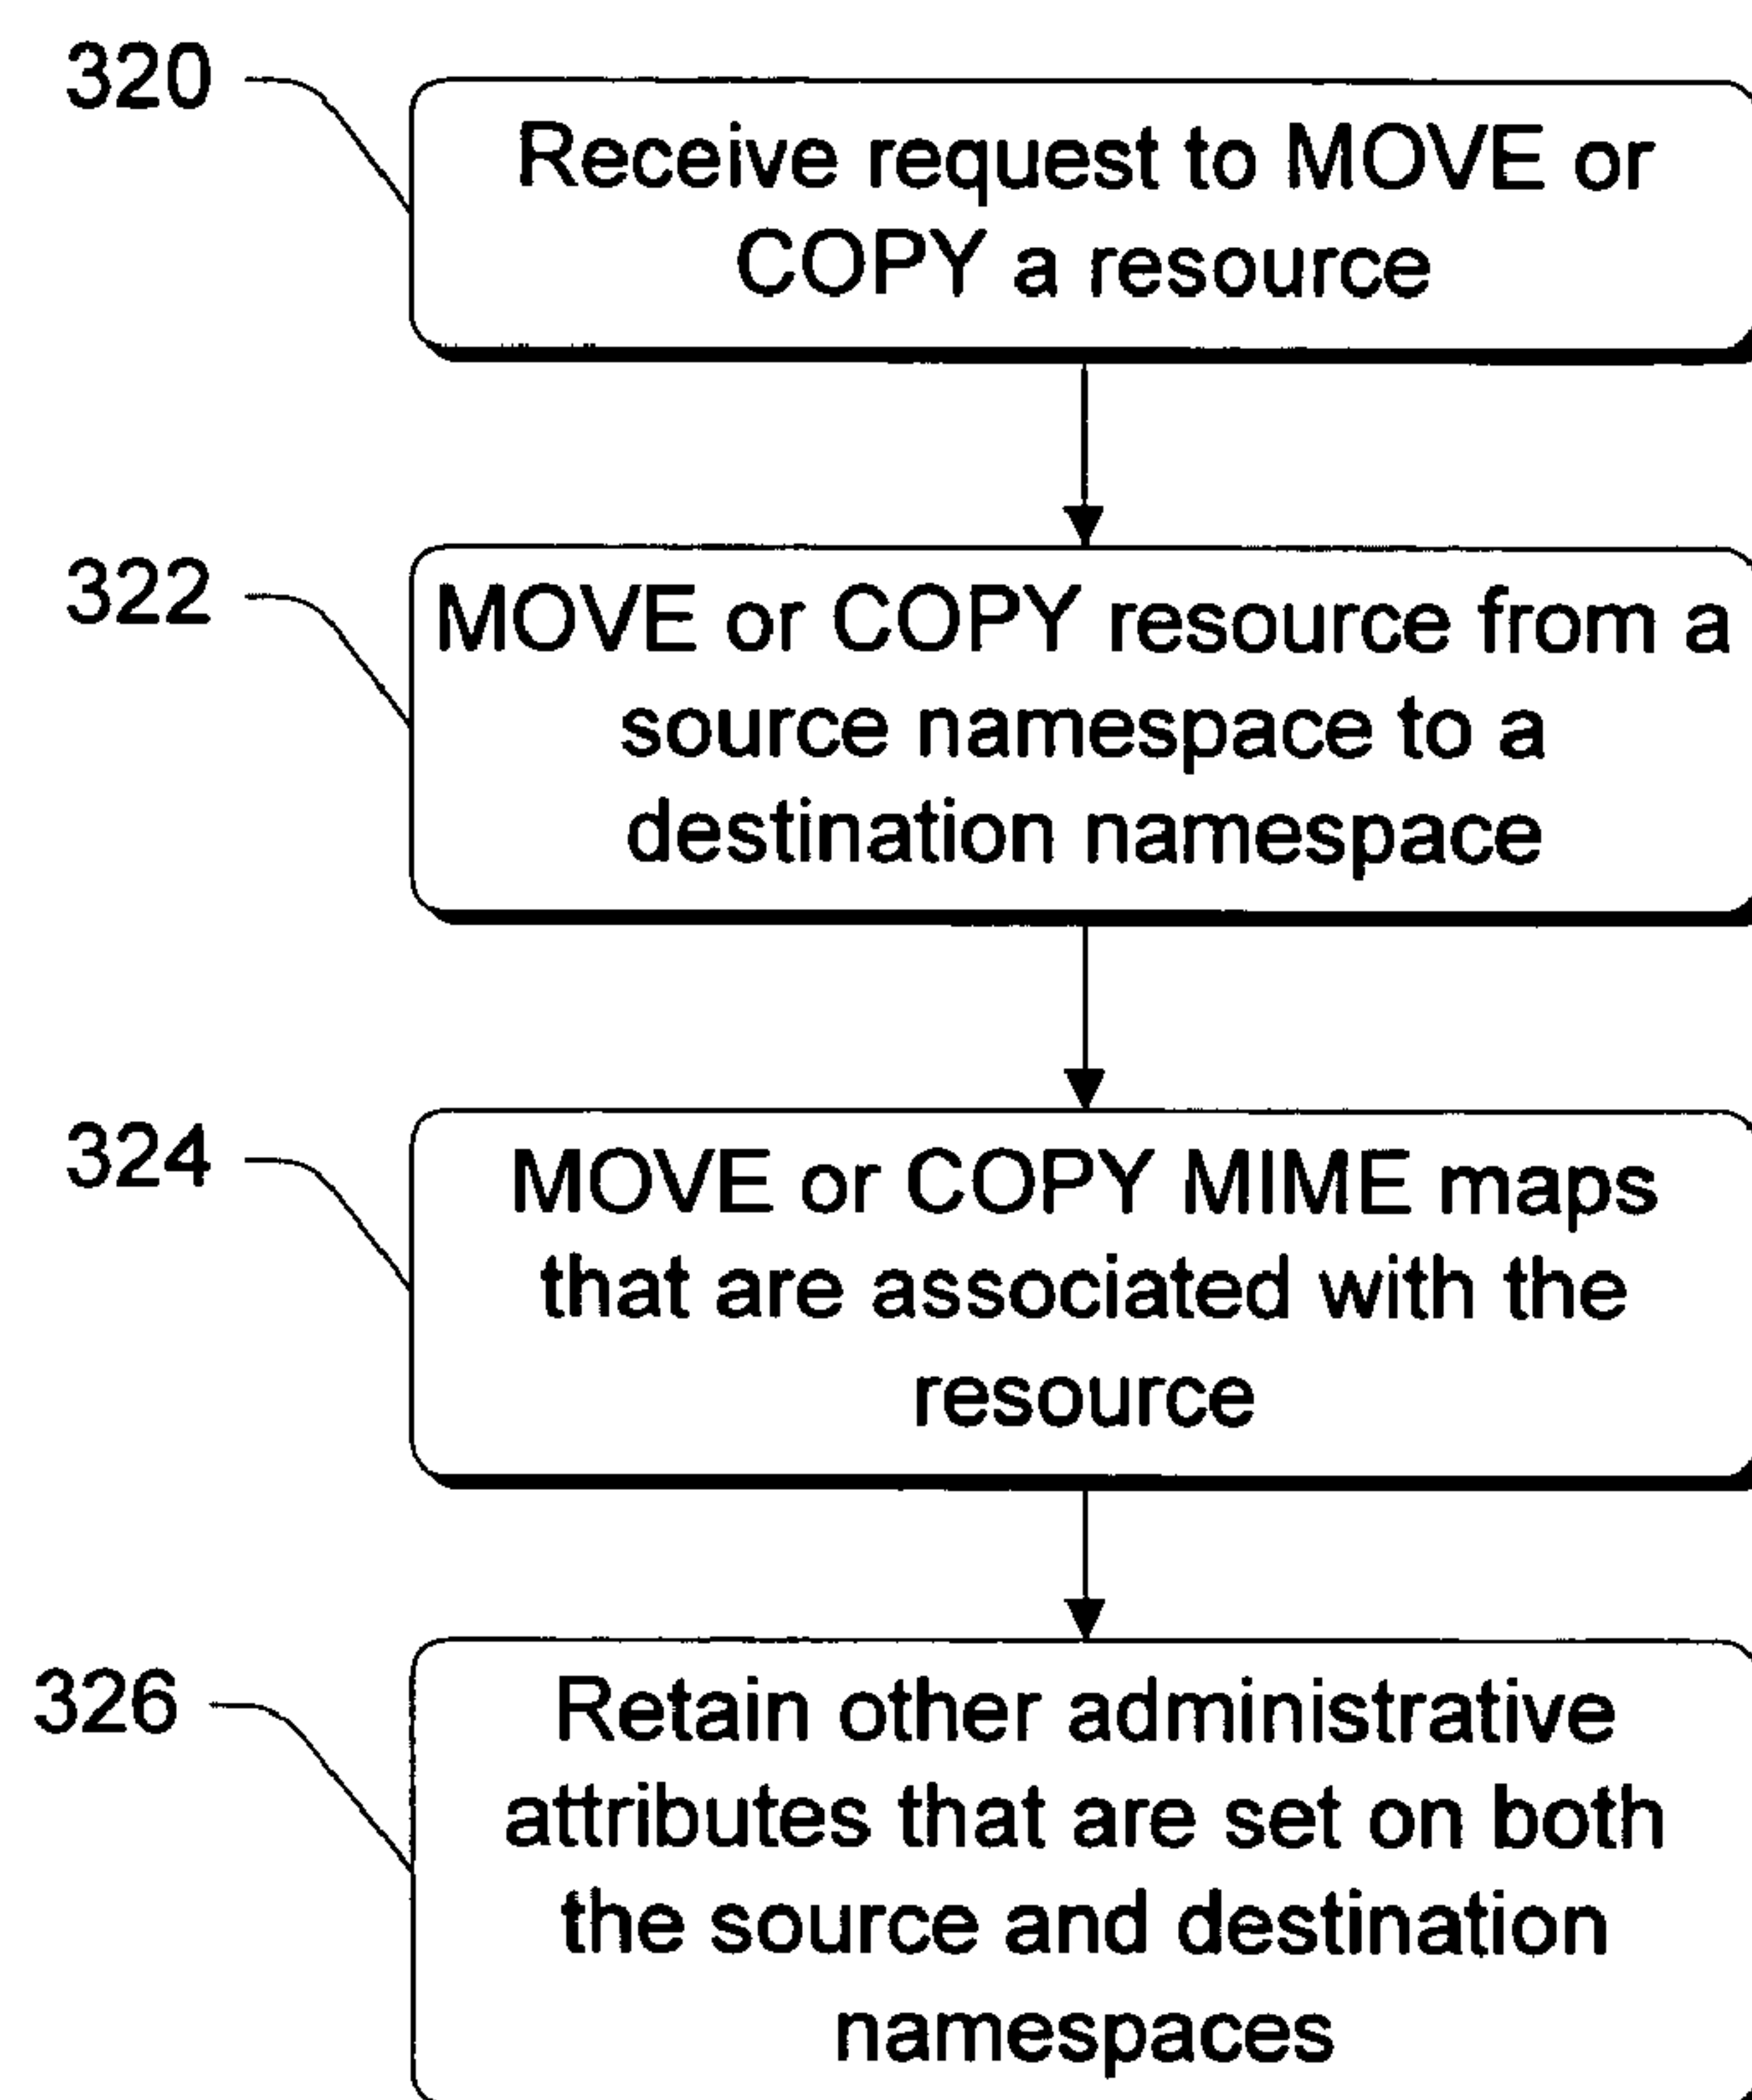 320
Receive request to MOVE or
COPY a resource
322
MOVE or COPY resource from a
source namespace to a
destination namespace
324
MOVE or COPY MIME maps
that are associated with the
resource
326
Retain other administrative
attributes that are set on both
the source and destination
namespaces